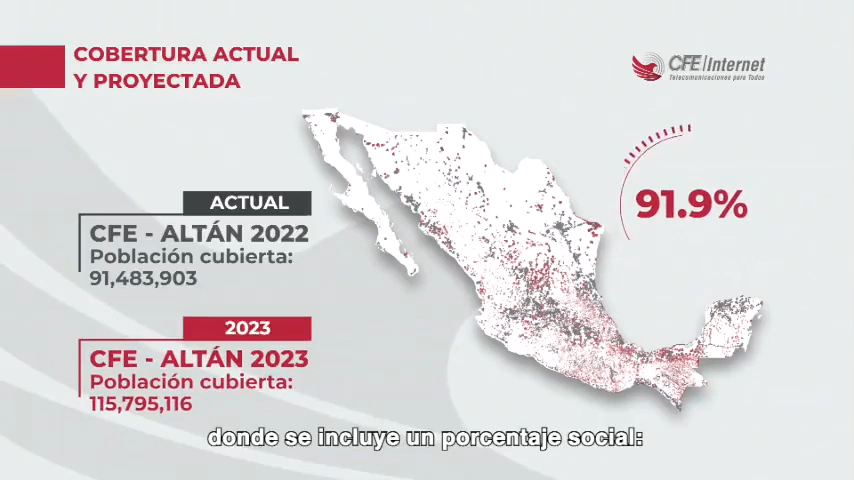 COBERTURA ACTUAL
Y PROYECTADA
CFE Internet
Telecomunicaciones para Todos
91.9%
ACTUAL
CFE - ALTÁN 2022
Población cubierta:
91,483,903
2023
CFE - ALTÁN 2023
Población cubierta:
115,795,116
donde se incluye un porcentaje social: